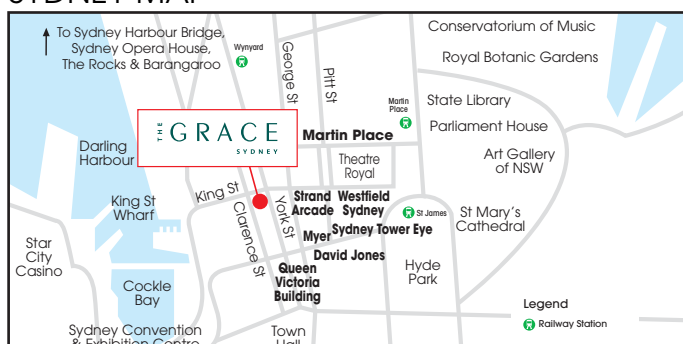 SYDNEY MAP
To Sydney Harbour Bridge,
Sydney Opera House,
The Rocks & Barangaroo
Wynyard
George St
Pitt St
Conservatorium of Music
Royal Botanic Gardens
Martin
Place
State Library
Parliament House
Art Gallery
of NSW
THE GRACE
SYDNEY
Martin Place
Theatre
Royal
Darling
Harbour
King St
Wharf
King St
Clarence St
York St
Strand
Arcade
Westfield
Sydney
Myer
Sydney Tower Eye
St James
St Mary's
Cathedral
David Jones
Queen
Victoria
Building
Hyde
Park
Star
City
Casino
Cockle
Bay
Sydney Convention
& Exhibition Centre
Town
Hall
Legend
Railway Station